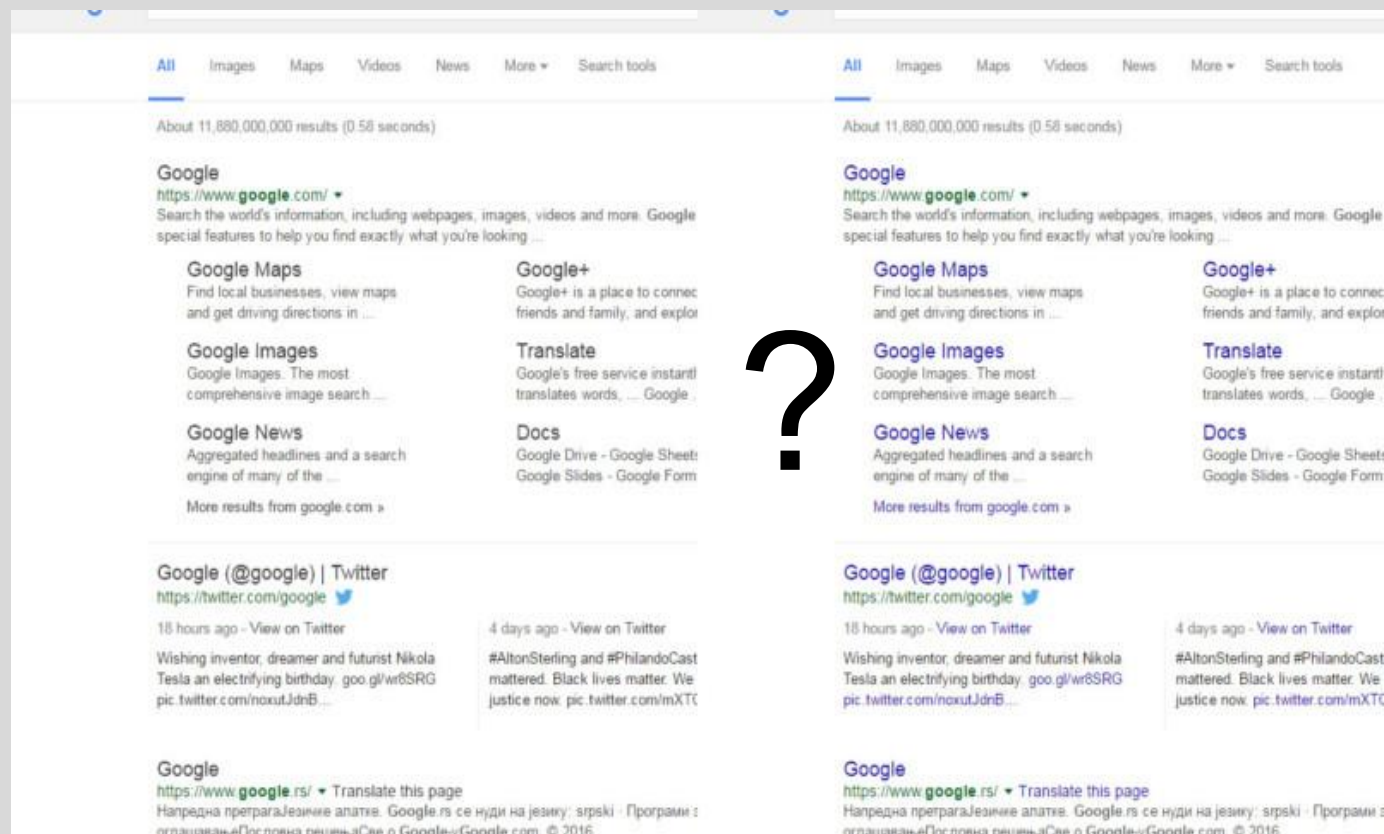 All Images Maps Videos News More Search tools
About 11,880,000,000 results (0.58 seconds)
Google
https://www.google.com/
Search the world's information, including webpages, images, videos and more. Google
special features to help you find exactly what you're looking ...
Google Maps Google+
Find local businesses, view maps Google+ is a place to connec
and get driving directions in ... friends and family, and explor
Google Images Translate
Google Images. The most Google's free service instantl
comprehensive image search ... translates words, ... Google .
Google News Docs
Aggregated headlines and a search Google Drive - Google Sheets
engine of many of the ... Google Slides - Google Form
More results from google.com »
Google (@google) | Twitter
https://twitter.com/google
18 hours ago - View on Twitter 4 days ago - View on Twitter
Wishing inventor, dreamer and futurist Nikola #AltonSterling and #PhilandoCast
Tesla an electrifying birthday. goo.gl/wr8SRG mattered. Black lives matter. We
pic.twitter.com/noxutJdnB... justice now. pic.twitter.com/mXTG
Google
https://www.google.rs/ Translate this page
Напредна претрагаЈезичке алатке. Google.rs се нуди на језику: srpski · Програми з
оглашавањеПословна решењаСве о Google-уGoogle.com. © 2016
?
All Images Maps Videos News More Search tools
About 11,880,000,000 results (0.58 seconds)
Google
https://www.google.com/
Search the world's information, including webpages, images, videos and more. Google
special features to help you find exactly what you're looking ...
Google Maps Google+
Find local businesses, view maps Google+ is a place to connec
and get driving directions in ... friends and family, and explor
Google Images Translate
Google Images. The most Google's free service instantl
comprehensive image search ... translates words, ... Google .
Google News Docs
Aggregated headlines and a search Google Drive - Google Sheets
engine of many of the ... Google Slides - Google Form
More results from google.com »
Google (@google) | Twitter
https://twitter.com/google
18 hours ago - View on Twitter 4 days ago - View on Twitter
Wishing inventor, dreamer and futurist Nikola #AltonSterling and #PhilandoCast
Tesla an electrifying birthday. goo.gl/wr8SRG mattered. Black lives matter. We
pic.twitter.com/noxutJdnB... justice now. pic.twitter.com/mXTG
Google
https://www.google.rs/ Translate this page
Напредна претрагаЈезичке алатке. Google.rs се нуди на језику: srpski · Програми з
оглашавањеПословна решењаСве о Google-уGoogle.com. © 2016